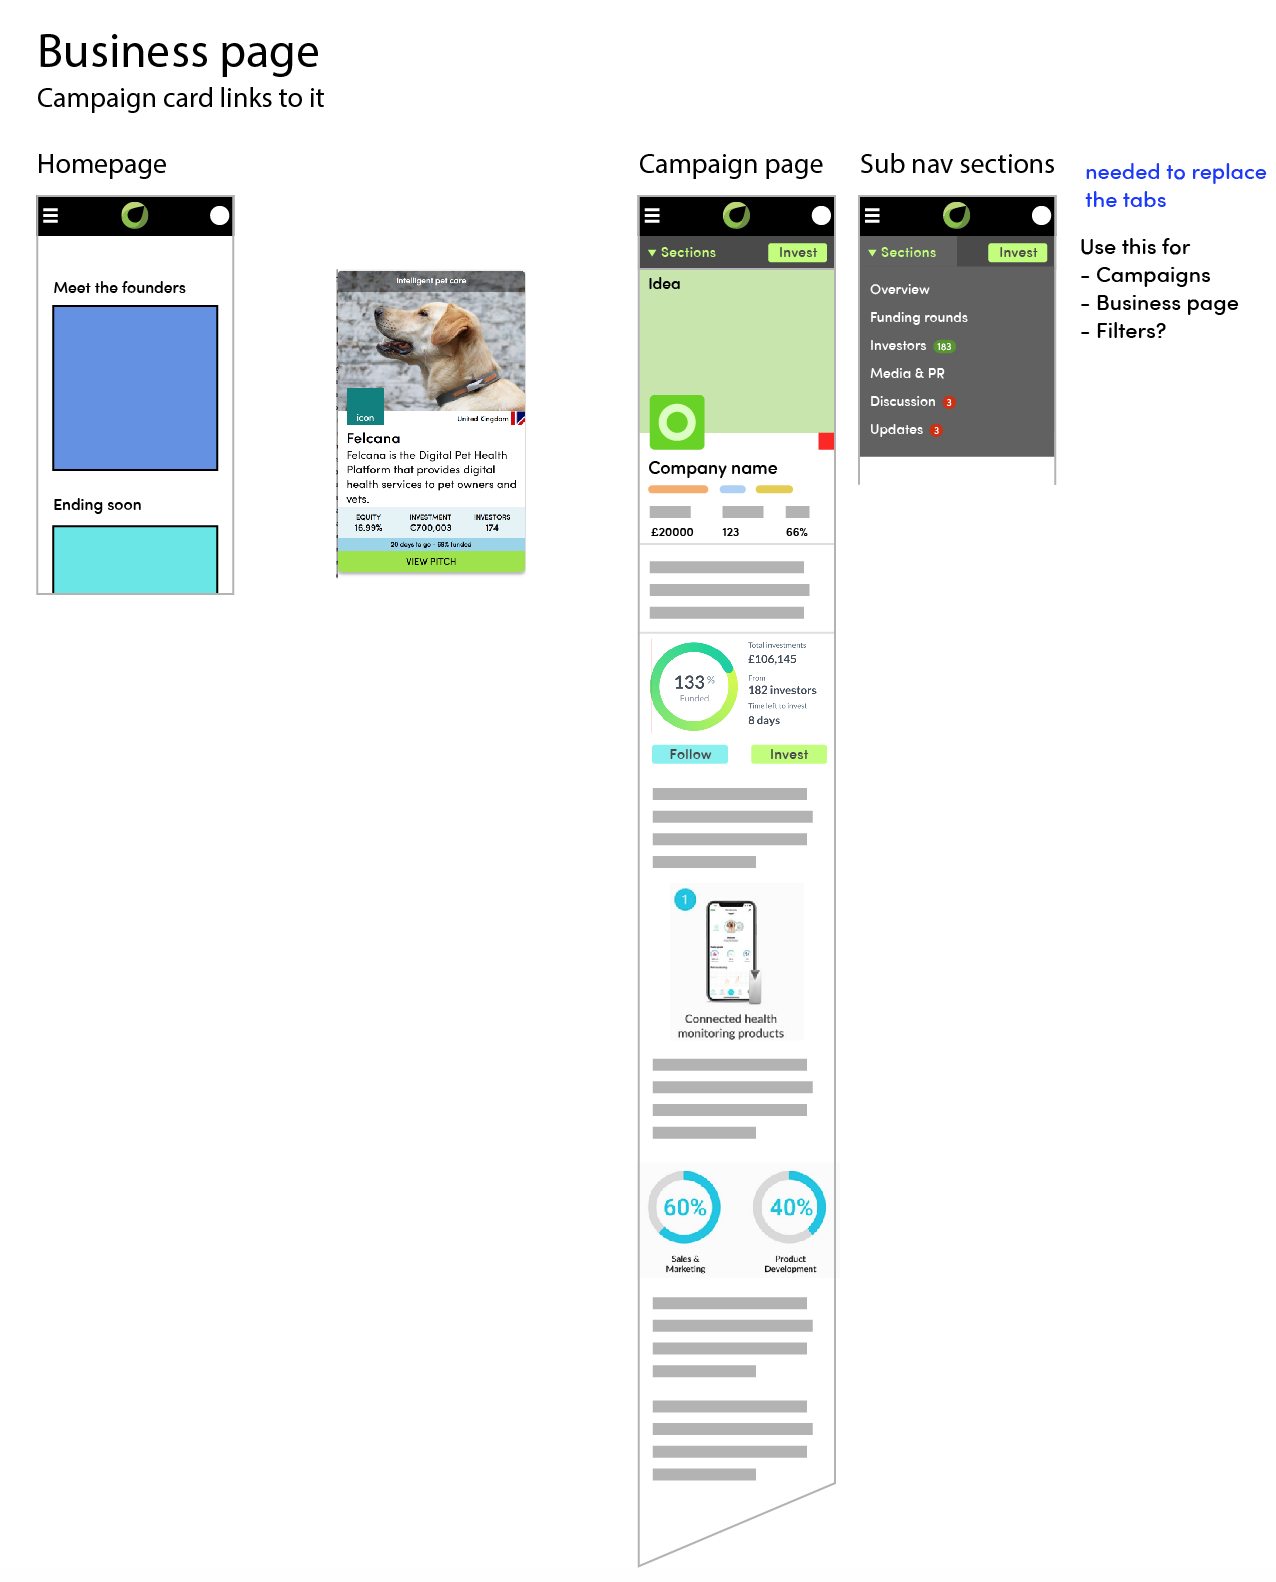 Business page
Campaign card links to it
Homepage
Meet the founders
Ending soon
Intelligent pet care
icon
United Kingdom
Felcana
Felcana is the Digital Pet Health
Platform that provides digital
health services to pet owners and
vets.
EQUITY INVESTMENT INVESTORS
16.99% €700,003 174
20 days to go - 66% funded
VIEW PITCH
Campaign page
Sections Invest
Idea
Company name
£20000 123 66%
133% Funded
Total investments
£106,145
From
182 investors
Time left to invest
8 days
Follow Invest
1
Connected health
monitoring products
60% 40%
Sales &
Marketing
Product
Development
Sub nav sections
Sections Invest
Overview
Funding rounds
Investors 183
Media & PR
Discussion 3
Updates 3
needed to replace
the tabs
Use this for
- Campaigns
- Business page
- Filters?